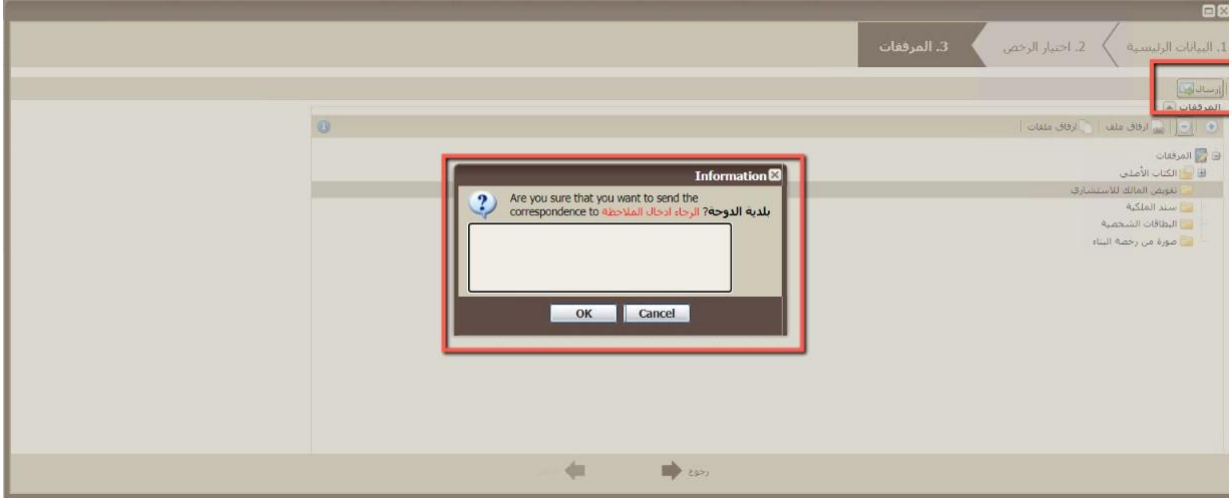 1. البيانات الرئيسية
2. اختيار الرخص
3. المرفقات
إرسال
المرفقات
ارفاق ملف | ارفاق ملفات |
المرفقات
الكتاب الأصلي
تفويض المالك للاستشاري
سند الملكية
البطاقات الشخصية
صورة من رخصة البناء
Information
Are you sure that you want to send the
correspondence to بلدية الدوحة? الرجاء ادخال الملاحظة
OK
Cancel
رجوع